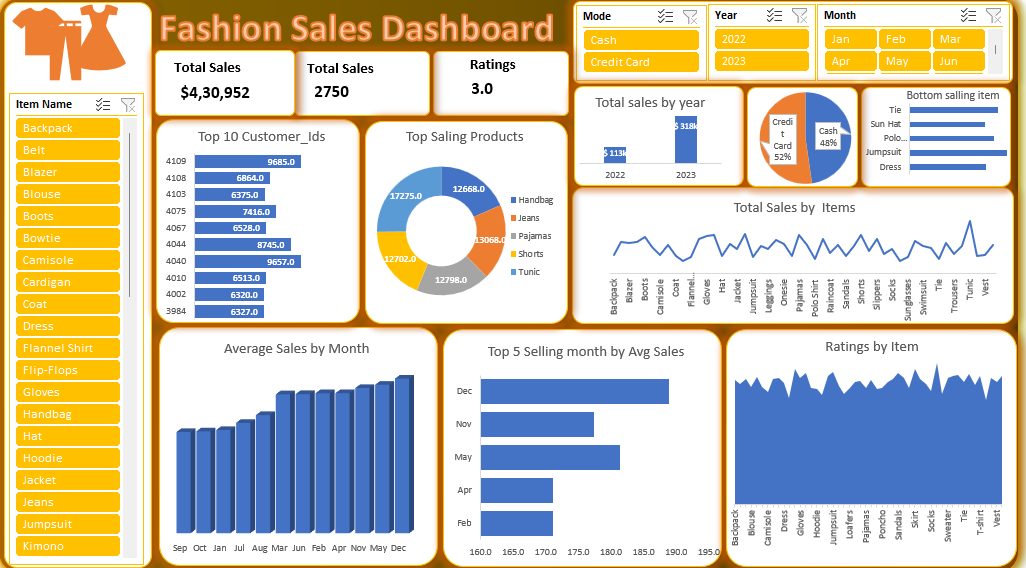 Fashion Sales Dashboard
Mode
Cash
Credit Card
Year
2022
2023
Month
Jan Feb Mar
Apr May Jun
Total Sales
$4,30,952
Total Sales
2750
Ratings
3.0
Item Name
Backpack
Belt
Blazer
Blouse
Boots
Bowtie
Camisole
Cardigan
Coat
Dress
Flannel Shirt
Flip-Flops
Gloves
Handbag
Hat
Hoodie
Jacket
Jeans
Jumpsuit
Kimono
Top 10 Customer_Ids
4109 9685.0
4108 6864.0
4103 6375.0
4075 7416.0
4067 6528.0
4044 8745.0
4040 9657.0
4010 6513.0
4002 6320.0
3984 6327.0
Top Saling Products
12668.0
13068.0
12798.0
12702.0
17275.0
Handbag
Jeans
Pajamas
Shorts
Tunic
Total sales by year
$ 113k
$ 318k
2022 2023
Credi
t
Card
52%
Cash
48%
Bottom salling item
Tie
Sun Hat
Polo...
Jumpsuit
Dress
Total Sales by Items
Backpack
Blazer
Boots
Camisole
Coat
Flannel...
Gloves
Hat
Jacket
Jumpsuit
Leggings
Onesie
Pajamas
Polo Shirt
Raincoat
Sandals
Shorts
Slippers
Socks
Sunglasses
Swimsuit
Tie
Trousers
Tunic
Vest
Average Sales by Month
Sep Oct Jan Jul Aug Mar Jun Feb Apr Nov May Dec
Top 5 Selling month by Avg Sales
Dec
Nov
May
Apr
Feb
160.0 165.0 170.0 175.0 180.0 185.0 190.0 195.0
Ratings by Item
Backpack
Blouse
Camisole
Dress
Gloves
Hoodie
Jumpsuit
Loafers
Pajamas
Poncho
Sandals
Skirt
Socks
Sweater
Tie
T-shirt
Vest